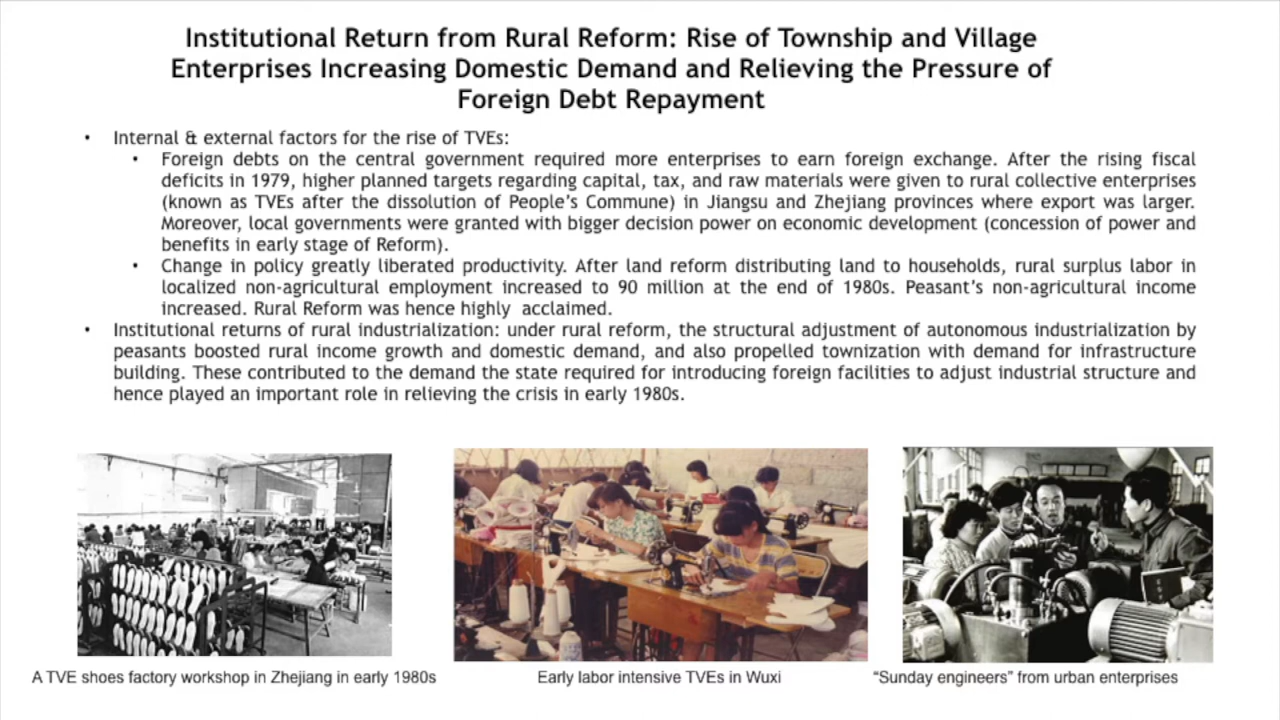 Institutional Return from Rural Reform: Rise of Township and Village
Enterprises Increasing Domestic Demand and Relieving the Pressure of
Foreign Debt Repayment
• Internal & external factors for the rise of TVEs:
• Foreign debts on the central government required more enterprises to earn foreign exchange. After the rising fiscal
deficits in 1979, higher planned targets regarding capital, tax, and raw materials were given to rural collective enterprises
(known as TVEs after the dissolution of People's Commune) in Jiangsu and Zhejiang provinces where export was larger.
Moreover, local governments were granted with bigger decision power on economic development (concession of power and
benefits in early stage of Reform).
• Change in policy greatly liberated productivity. After land reform distributing land to households, rural surplus labor in
localized non-agricultural employment increased to 90 million at the end of 1980s. Peasant's non-agricultural income
increased. Rural Reform was hence highly acclaimed.
• Institutional returns of rural industrialization: under rural reform, the structural adjustment of autonomous industrialization by
peasants boosted rural income growth and domestic demand, and also propelled townization with demand for infrastructure
building. These contributed to the demand the state required for introducing foreign facilities to adjust industrial structure and
hence played an important role in relieving the crisis in early 1980s.
A TVE shoes factory workshop in Zhejiang in early 1980s
Early labor intensive TVEs in Wuxi
“Sunday engineers” from urban enterprises